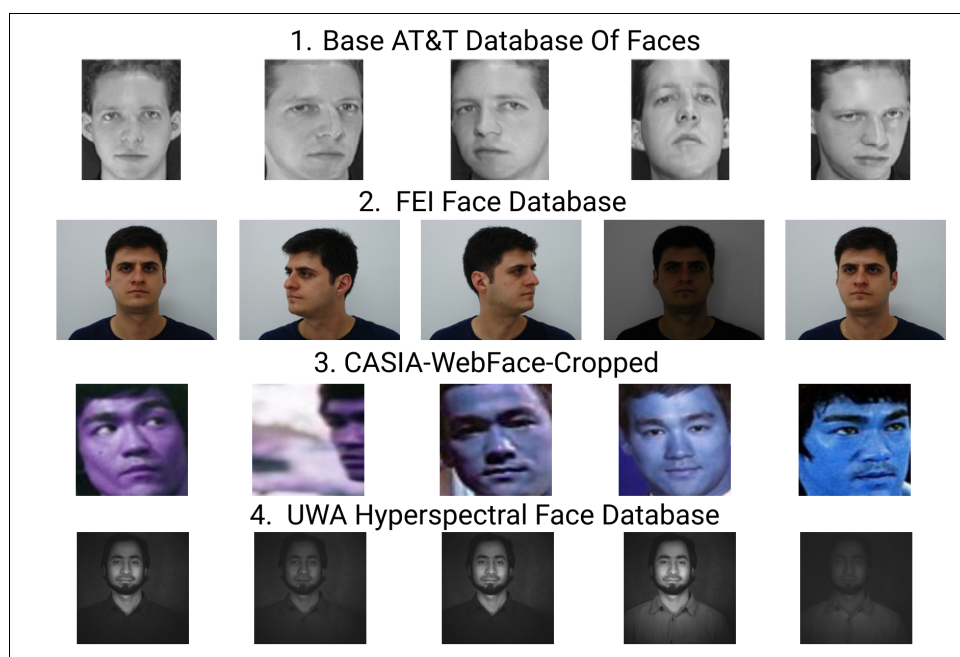 1. Base AT&T Database Of Faces
2. FEI Face Database
3. CASIA-WebFace-Cropped
4. UWA Hyperspectral Face Database